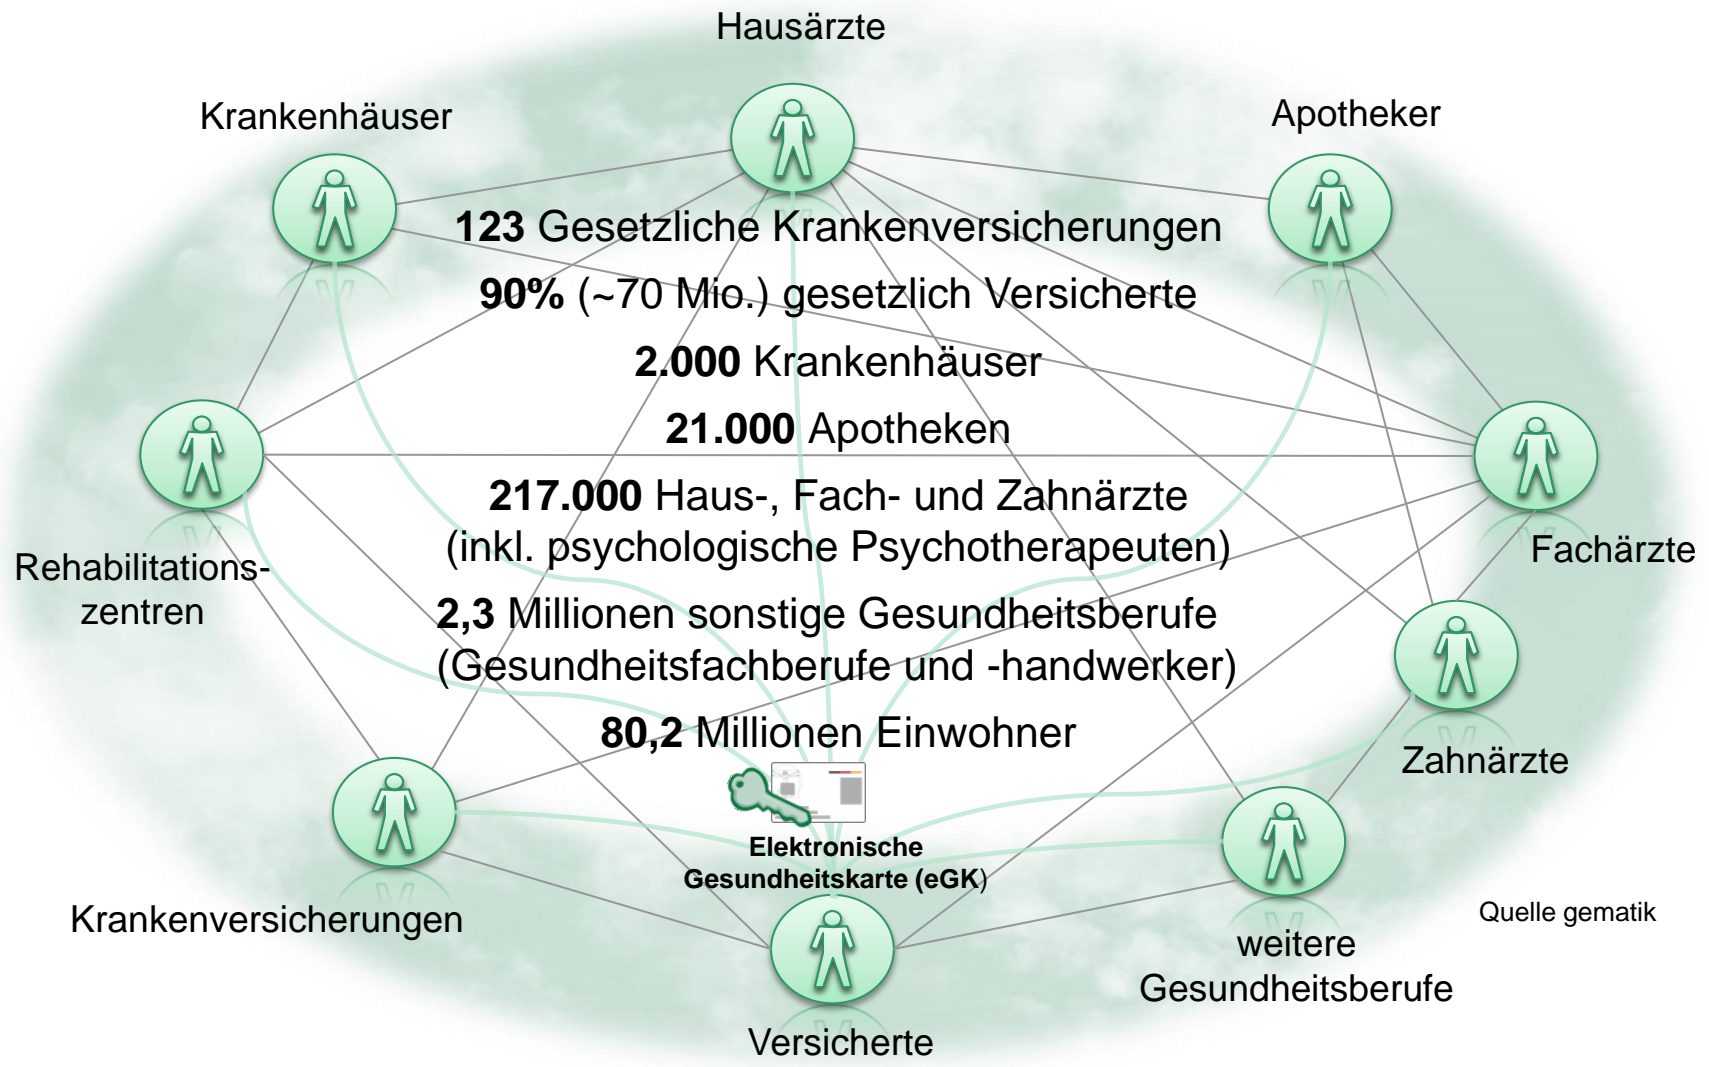 Hausärzte
Krankenhäuser
Apotheker
123 Gesetzliche Krankenversicherungen
90% (~70 Mio.) gesetzlich Versicherte
2.000 Krankenhäuser
21.000 Apotheken
217.000 Haus-, Fach- und Zahnärzte
(inkl. psychologische Psychotherapeuten)
Fachärzte
Rehabilitations-
zentren
2,3 Millionen sonstige Gesundheitsberufe
(Gesundheitsfachberufe und -handwerker)
80,2 Millionen Einwohner
Zahnärzte
Elektronische
Gesundheitskarte (eGK)
Krankenversicherungen
Quelle gematik
weitere
Gesundheitsberufe
Versicherte